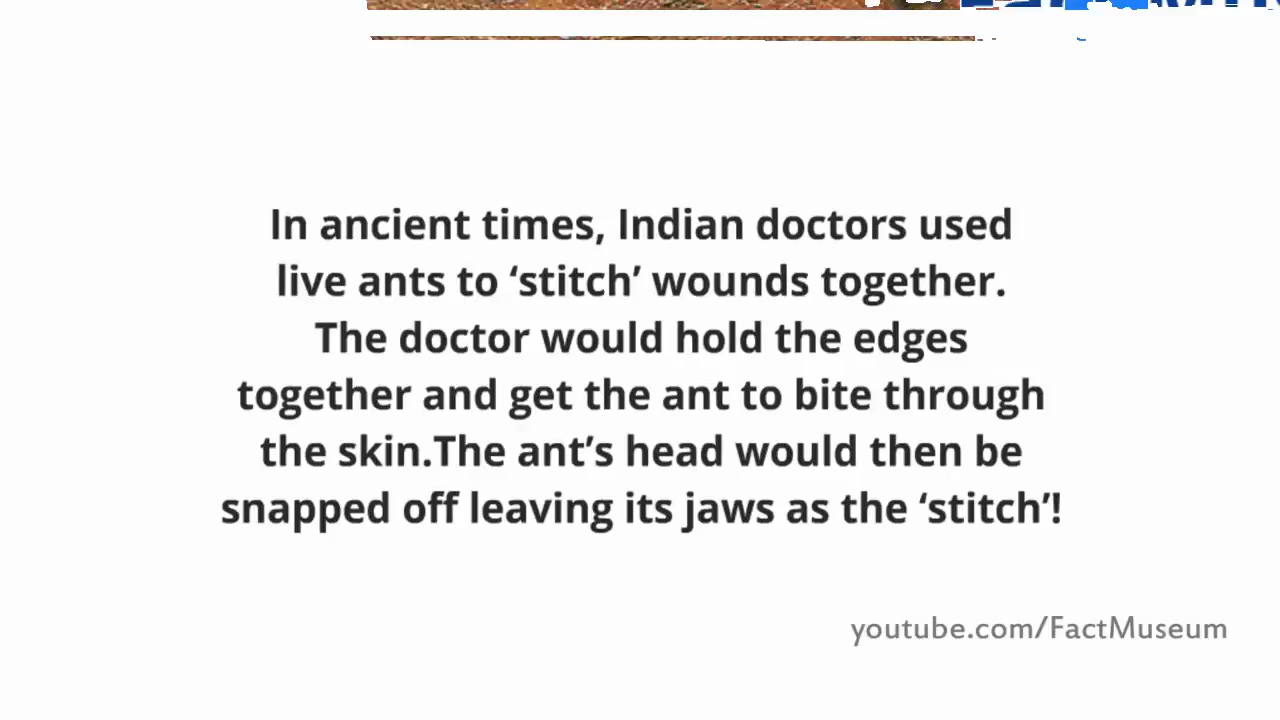 In ancient times, Indian doctors used
live ants to ‘stitch’ wounds together.
The doctor would hold the edges
together and get the ant to bite through
the skin.The ant’s head would then be
snapped off leaving its jaws as the ‘stitch’!
youtube.com/FactMuseum